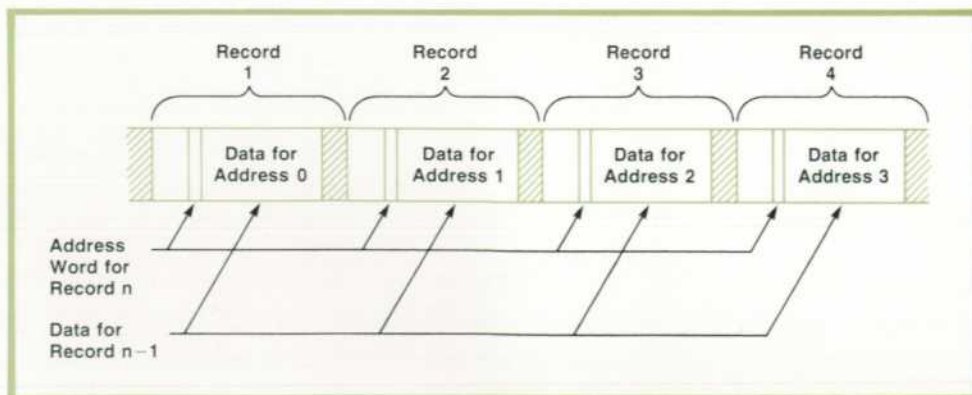 Record
1
Record
2
Record
3
Record
4
Data for
Address 0
Data for
Address 1
Data for
Address 2
Data for
Address 3
Address
Word for
Record n
Data for
Record n−1